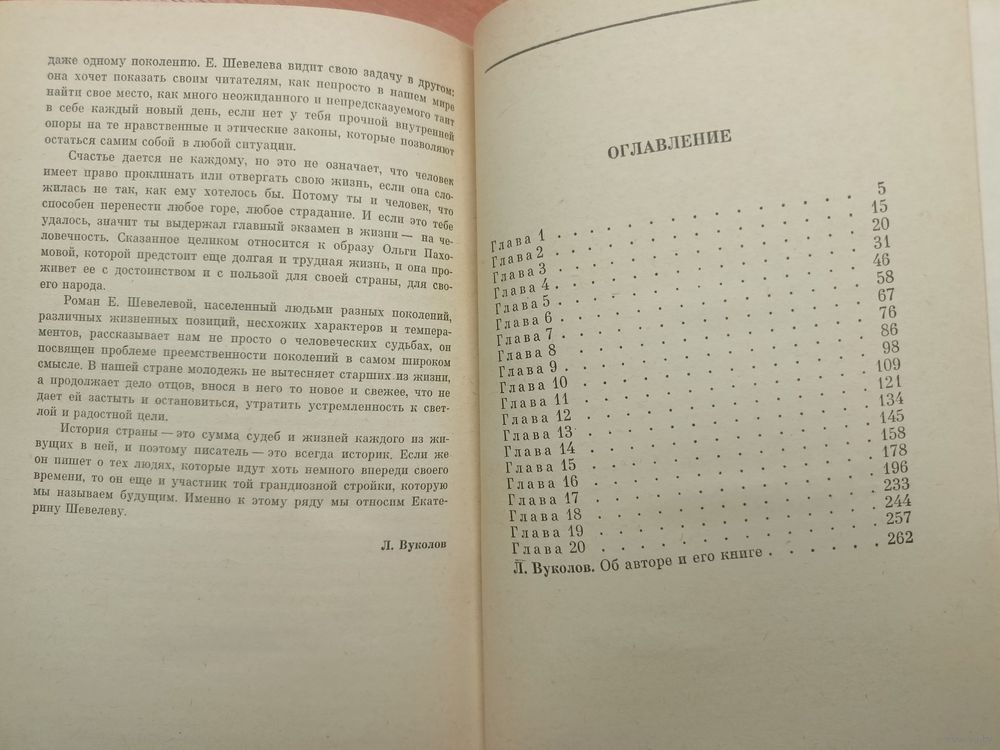 даже одному поколению. Е. Шевелева видит свою задачу в другом:
она хочет показать своим читателям, как непросто в нашем мире
найти свое место, как много неожиданного и непредсказуемого таит
в себе каждый новый день, если нет у тебя прочной внутренней
опоры на те нравственные и этические законы, которые позволяют
остаться самим собой в любой ситуации.
Счастье дается не каждому, но это не означает, что человек
имеет право проклинать или отвергать свою жизнь, если она сло-
жилась не так, как ему хотелось бы. Потому ты и человек, что
способен перенести любое горе, любое страдание. И если это тебе
удалось, значит ты выдержал главный экзамен в жизни — на че-
ловечность. Сказанное целиком относится к образу Ольги Пахо-
мовой, которой предстоит еще долгая и трудная жизнь, и она про-
живет ее с достоинством и с пользой для своей страны, для сво-
его народа.
Роман Е. Шевелевой, населенный людьми разных поколений,
различных жизненных позиций, несхожих характеров и темпера-
ментов, рассказывает нам не просто о человеческих судьбах, он
посвящен проблеме преемственности поколений в самом широком
смысле. В нашей стране молодежь не вытесняет старших из жизни,
а продолжает дело отцов, внося в него то новое и свежее, что не
дает ей застыть и остановиться, утратить устремленность к свет-
лой и радостной цели.
История страны — это сумма судеб и жизней каждого из жи-
вущих в ней, и поэтому писатель — это всегда историк. Если же
он пишет о тех людях, которые идут хоть немного впереди своего
времени, то он еще и участник той грандиозной стройки, которую
мы называем будущим. Именно к этому ряду мы относим Екате-
рину Шевелеву.
Л. Вуколов
ОГЛАВЛЕНИЕ
Глава 1 . . . . . . . . . . 5
Глава 2 . . . . . . . . . . 15
Глава 3 . . . . . . . . . . 20
Глава 4 . . . . . . . . . . 31
Глава 5 . . . . . . . . . . 46
Глава 6 . . . . . . . . . . 58
Глава 7 . . . . . . . . . . 67
Глава 8 . . . . . . . . . . 76
Глава 9 . . . . . . . . . . 86
Глава 10 . . . . . . . . . . 98
Глава 11 . . . . . . . . . . 109
Глава 12 . . . . . . . . . . 121
Глава 13 . . . . . . . . . . 134
Глава 14 . . . . . . . . . . 145
Глава 15 . . . . . . . . . . 158
Глава 16 . . . . . . . . . . 178
Глава 17 . . . . . . . . . . 196
Глава 18 . . . . . . . . . . 233
Глава 19 . . . . . . . . . . 244
Глава 20 . . . . . . . . . . 257
Л. Вуколов. Об авторе и его книге . . . . . . 262